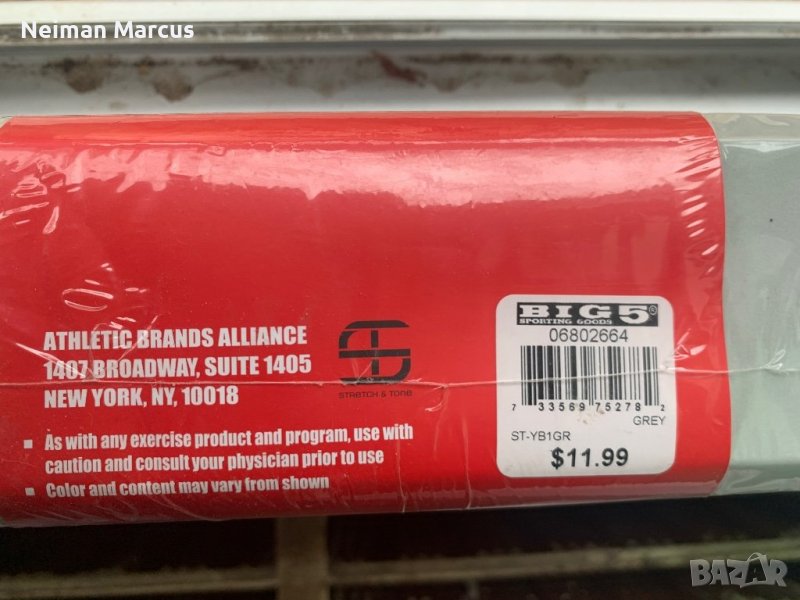 Neiman Marcus
ATHLETIC BRANDS ALLIANCE
1407 BROADWAY, SUITE 1405
NEW YORK, NY, 10018
STRETCH & TONE
▪ As with any exercise product and program, use with
caution and consult your physician prior to use
▪ Color and content may vary from shown
BIG 5®
SPORTING GOODS
06802664
7 33569 75278 2
GREY
ST-YB1GR
$11.99
BAZAR